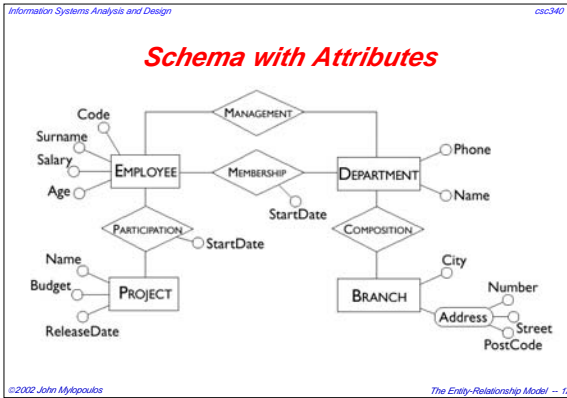 Information Systems Analysis and Design csc340
Schema with Attributes
Code
MANAGEMENT
Surname
Phone
Salary
EMPLOYEE
MEMBERSHIP
DEPARTMENT
Age
Name
StartDate
PARTICIPATION
StartDate
COMPOSITION
Name
City
Budget
PROJECT
BRANCH
Number
Address
Street
ReleaseDate
PostCode
©2002 John Mylopoulos The Entity-Relationship Model --